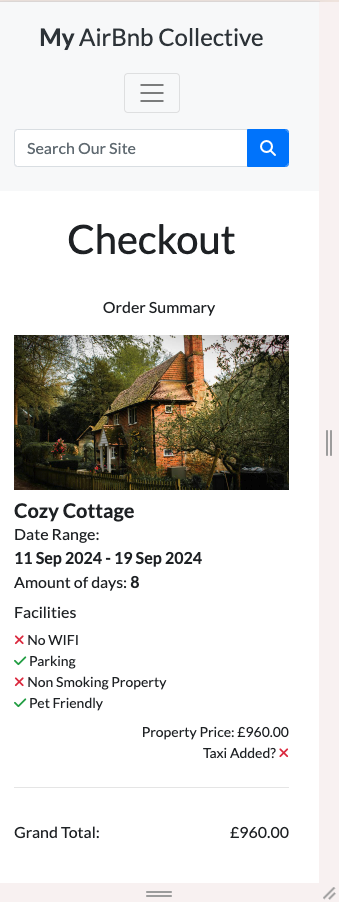 My AirBnb Collective
Search Our Site
Checkout
Order Summary
Cozy Cottage
Date Range:
11 Sep 2024 - 19 Sep 2024
Amount of days: 8
Facilities
No WIFI
Parking
Non Smoking Property
Pet Friendly
Property Price: £960.00
Taxi Added?
Grand Total: £960.00